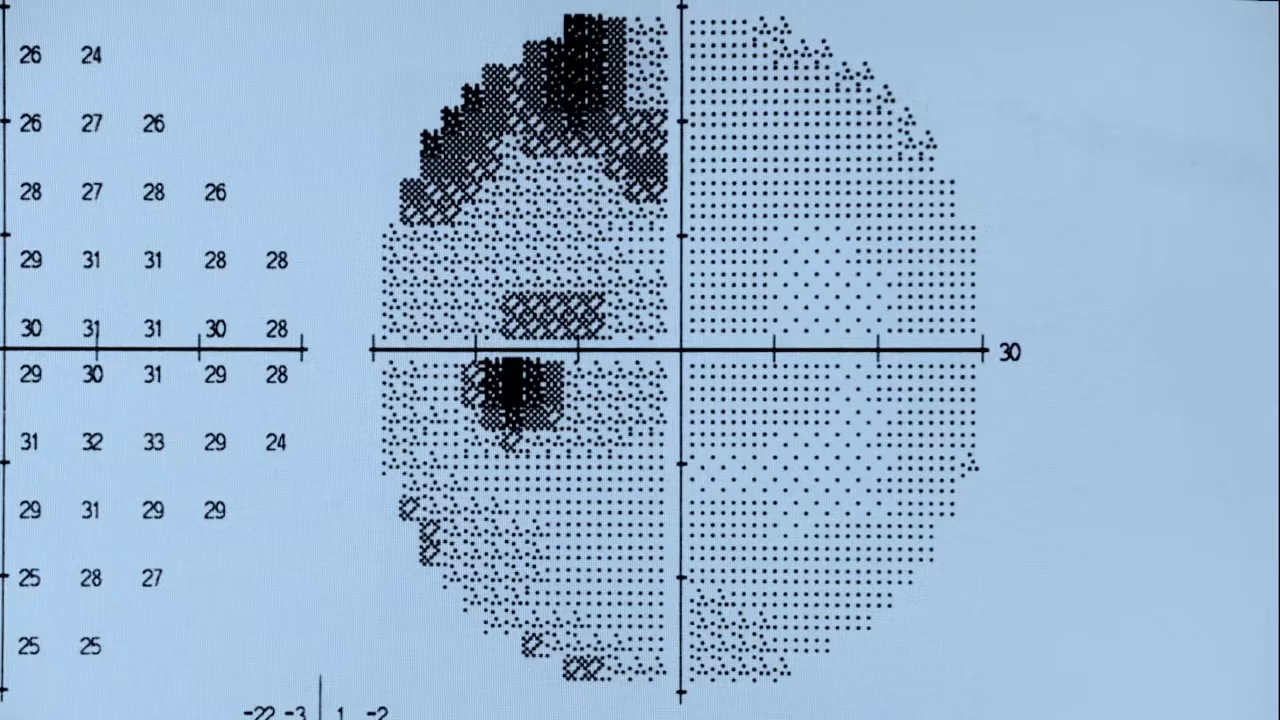 26 24
26 27 26
28 27 28 26
29 31 31 28 28
30 31 31 30 28
30
29 30 31 29 28
31 32 33 29 24
29 31 29 29
25 28 27
25 25
-22 -3 1 -2